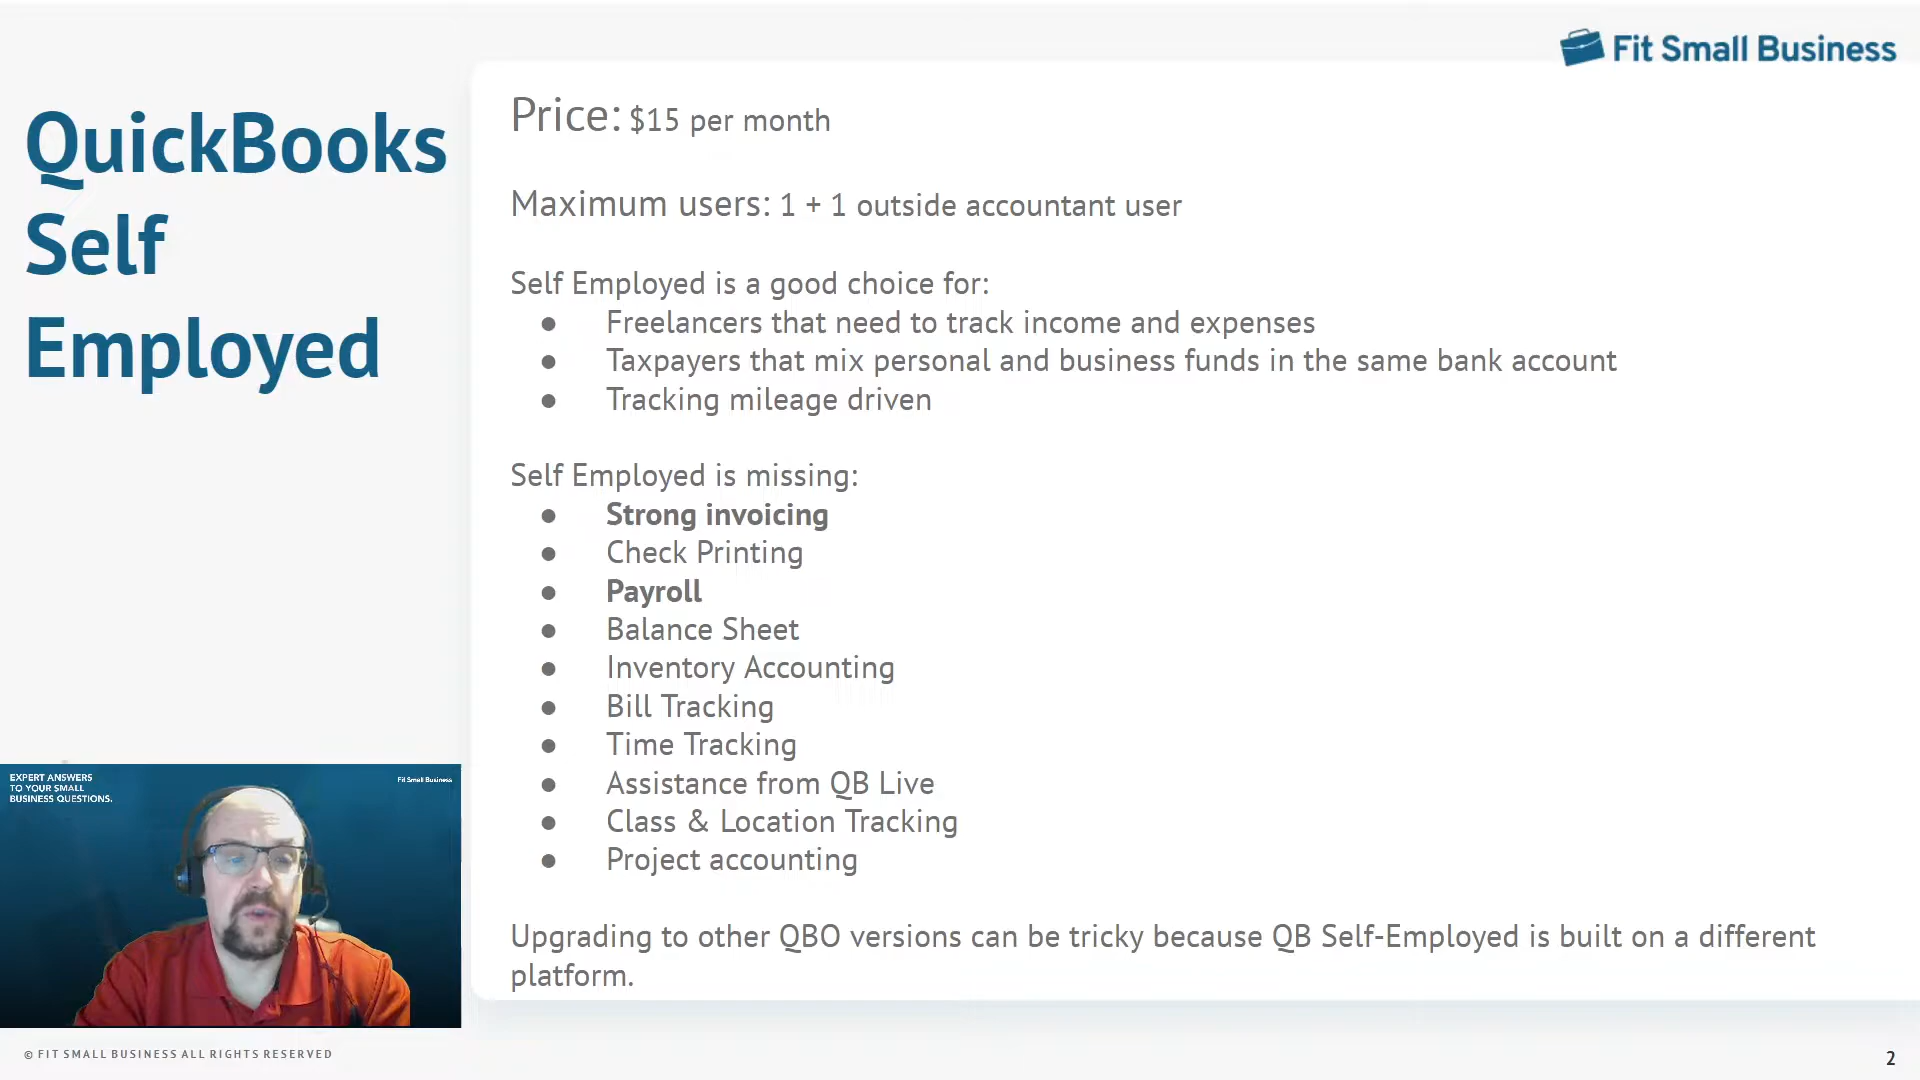 Fit Small Business
QuickBooks
Self
Employed
Price: $15 per month
Maximum users: 1 + 1 outside accountant user
Self Employed is a good choice for:
● Freelancers that need to track income and expenses
● Taxpayers that mix personal and business funds in the same bank account
● Tracking mileage driven
Self Employed is missing:
● Strong invoicing
● Check Printing
● Payroll
● Balance Sheet
● Inventory Accounting
● Bill Tracking
● Time Tracking
● Assistance from QB Live
● Class & Location Tracking
● Project accounting
Upgrading to other QBO versions can be tricky because QB Self-Employed is built on a different
platform.
EXPERT ANSWERS
TO YOUR SMALL
BUSINESS QUESTIONS.
Fit Small Business
© FIT SMALL BUSINESS ALL RIGHTS RESERVED
2